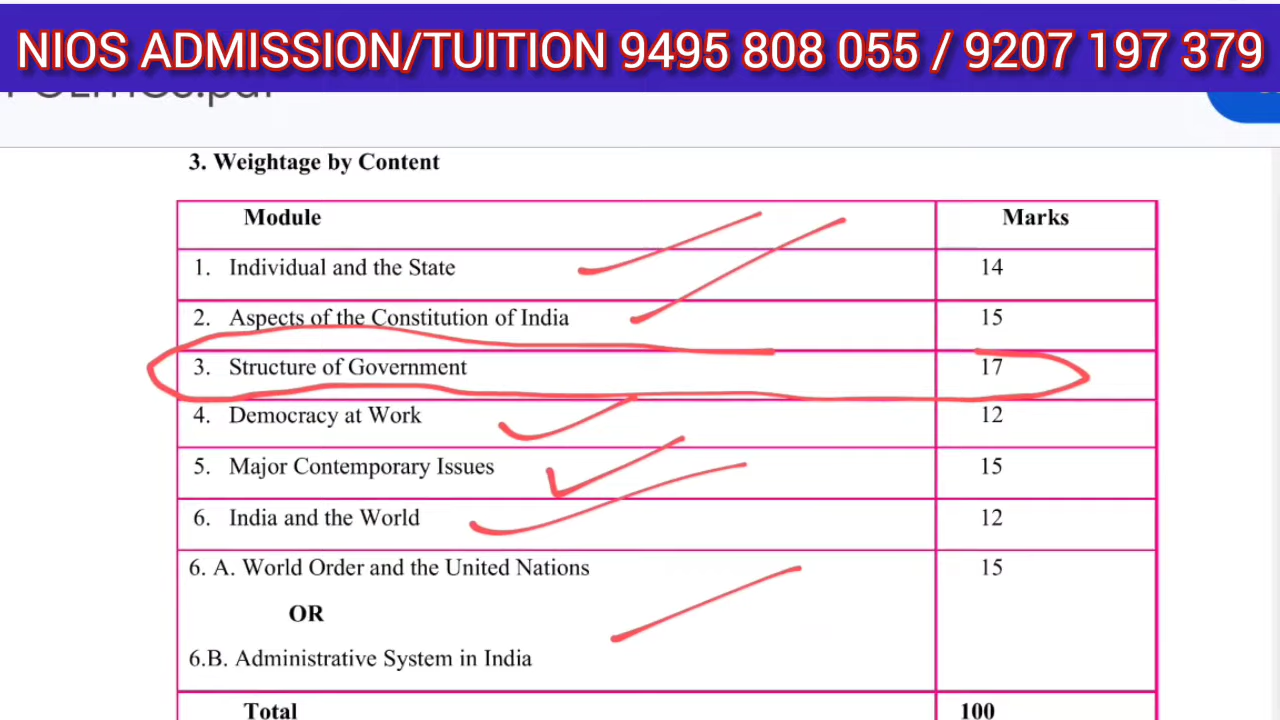 NIOS ADMISSION/TUITION 9495 808 055 / 9207 197 379
3. Weightage by Content
Module Marks
1. Individual and the State 14
2. Aspects of the Constitution of India 15
3. Structure of Government 17
4. Democracy at Work 12
5. Major Contemporary Issues 15
6. India and the World 12
6. A. World Order and the United Nations 15
OR
6.B. Administrative System in India
Total 100